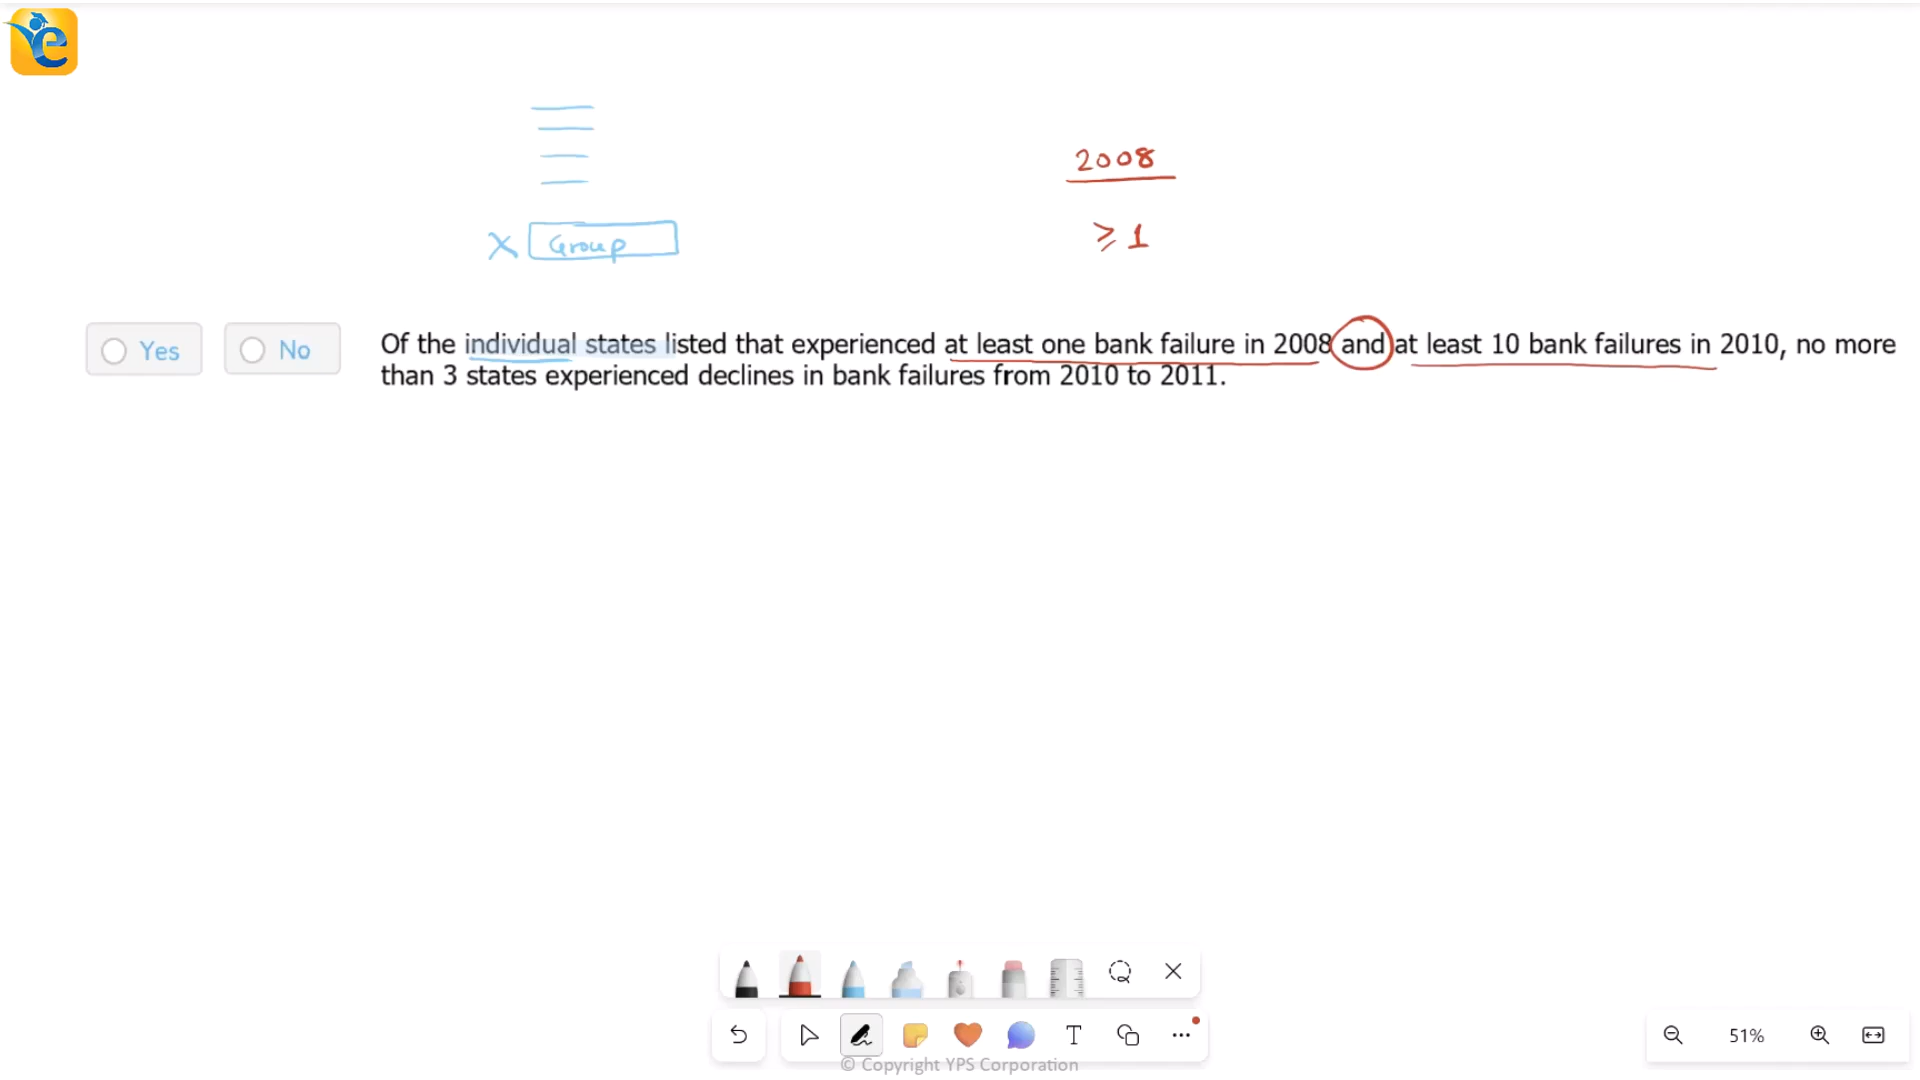 2008
≥ 1
X Group
Yes
No
Of the individual states listed that experienced at least one bank failure in 2008 and at least 10 bank failures in 2010, no more
than 3 states experienced declines in bank failures from 2010 to 2011.
T
51%
© Copyright YPS Corporation